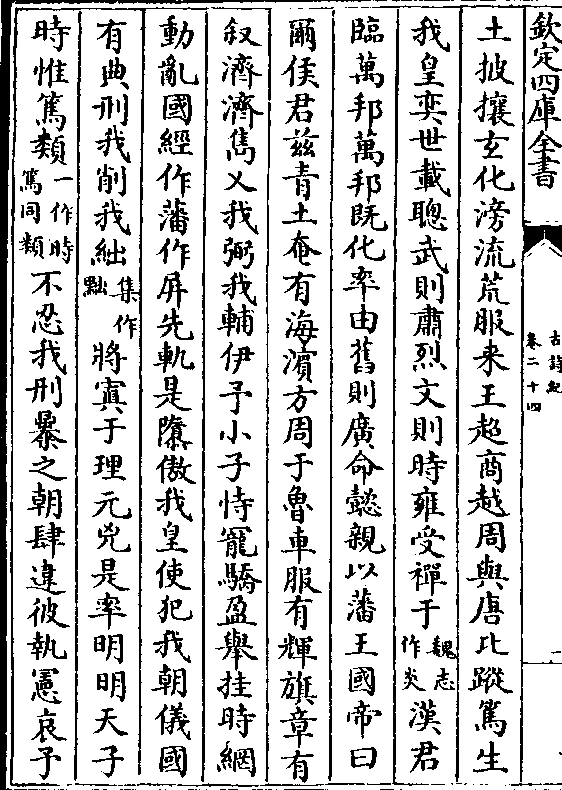 欽定四庫全書
古詩紀
卷二十四
土披攘玄化滂流荒服来王超商越周與唐比蹤篤生
我皇奕世載聰武則肅烈文則時雍受禪于魏志作炎漢君
臨萬邦萬邦既化率由舊則廣命懿親以藩王國帝曰
爾侯君兹青土奄有海濱方周于魯車服有輝旗章有
叙濟濟雋乂我弼我輔伊予小子恃寵驕盈舉挂時網
動亂國經作藩作屏先軌是隳傲我皇使犯我朝儀國
有典刑我削我絀集作黜將寘于理元兇是率明明天子
時惟篤類一作時篤同類不忍我刑暴之朝肆違彼執憲哀予